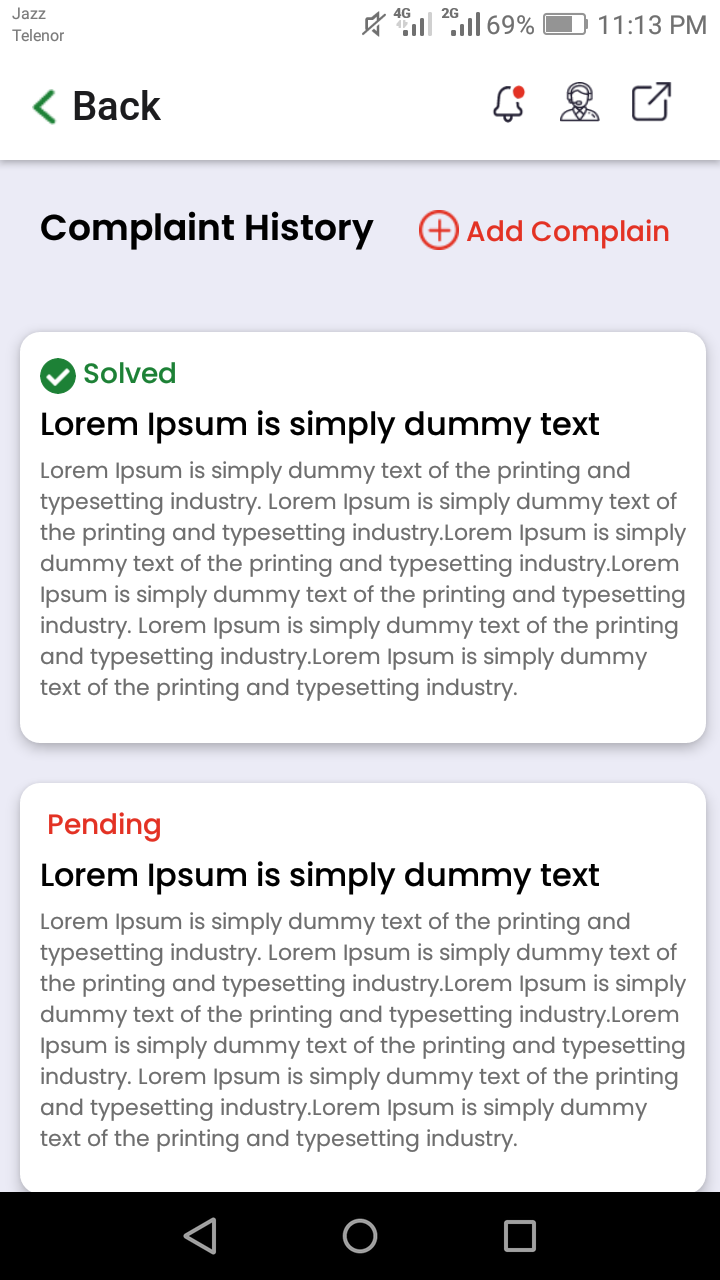 Jazz
Telenor
4G 2G 69% 11:13 PM
Back
Complaint History
Add Complain
Solved
Lorem Ipsum is simply dummy text
Lorem Ipsum is simply dummy text of the printing and
typesetting industry. Lorem Ipsum is simply dummy text of
the printing and typesetting industry.Lorem Ipsum is simply
dummy text of the printing and typesetting industry.Lorem
Ipsum is simply dummy text of the printing and typesetting
industry. Lorem Ipsum is simply dummy text of the printing
and typesetting industry.Lorem Ipsum is simply dummy
text of the printing and typesetting industry.
Pending
Lorem Ipsum is simply dummy text
Lorem Ipsum is simply dummy text of the printing and
typesetting industry. Lorem Ipsum is simply dummy text of
the printing and typesetting industry.Lorem Ipsum is simply
dummy text of the printing and typesetting industry.Lorem
Ipsum is simply dummy text of the printing and typesetting
industry. Lorem Ipsum is simply dummy text of the printing
and typesetting industry.Lorem Ipsum is simply dummy
text of the printing and typesetting industry.